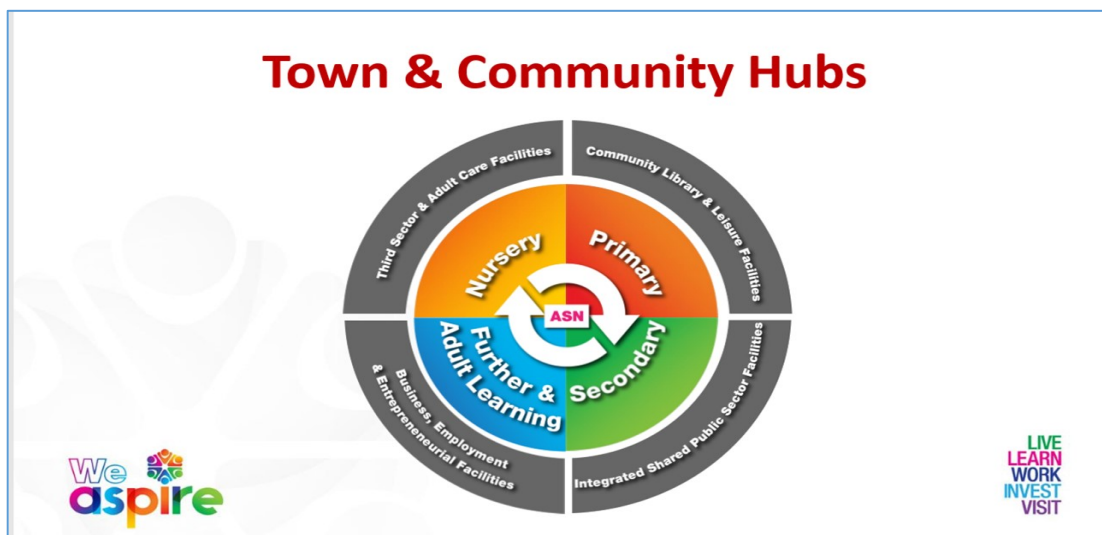 Town & Community Hubs
Third Sector & Adult Care Facilities
Community Library & Leisure Facilities
Nursery
Primary
ASN
Further &
Adult Learning
Secondary
Business, Employment
& Entrepreneneurial Facilities
Integrated Shared Public Sector Facilities
We
aspire
LIVE
LEARN
WORK
INVEST
VISIT